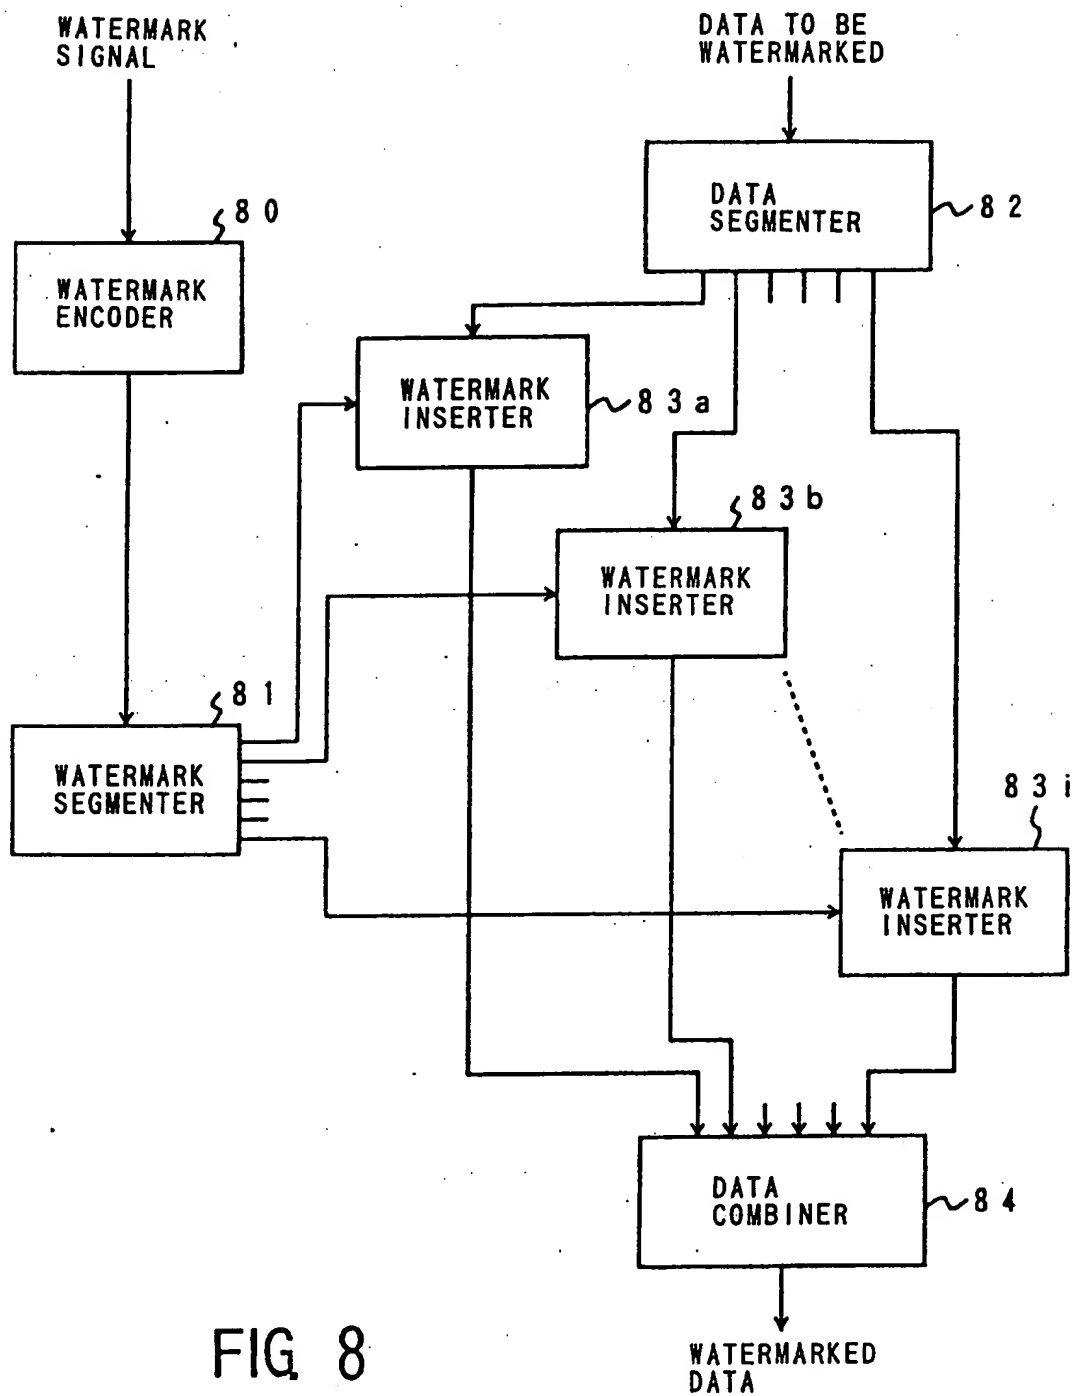 WATERMARK
SIGNAL
DATA TO BE
WATERMARKED
80
WATERMARK
ENCODER
DATA
SEGMENTER
82
WATERMARK
INSERTER
83a
83b
WATERMARK
INSERTER
81
WATERMARK
SEGMENTER
83i
WATERMARK
INSERTER
DATA
COMBINER
84
FIG. 8
WATERMARKED
DATA